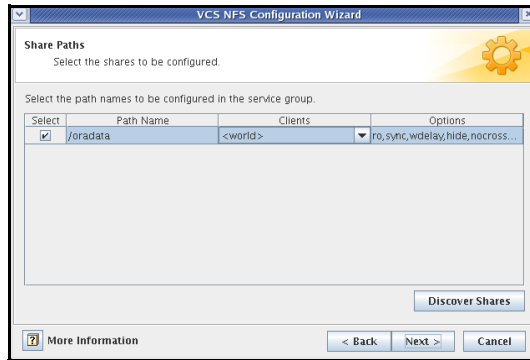 VCS NFS Configuration Wizard
Share Paths
Select the shares to be configured.
Select the path names to be configured in the service group.
Select Path Name Clients Options
/oradata <world> ro,sync,wdelay,hide,nocross...
Discover Shares
? More Information < Back Next > Cancel